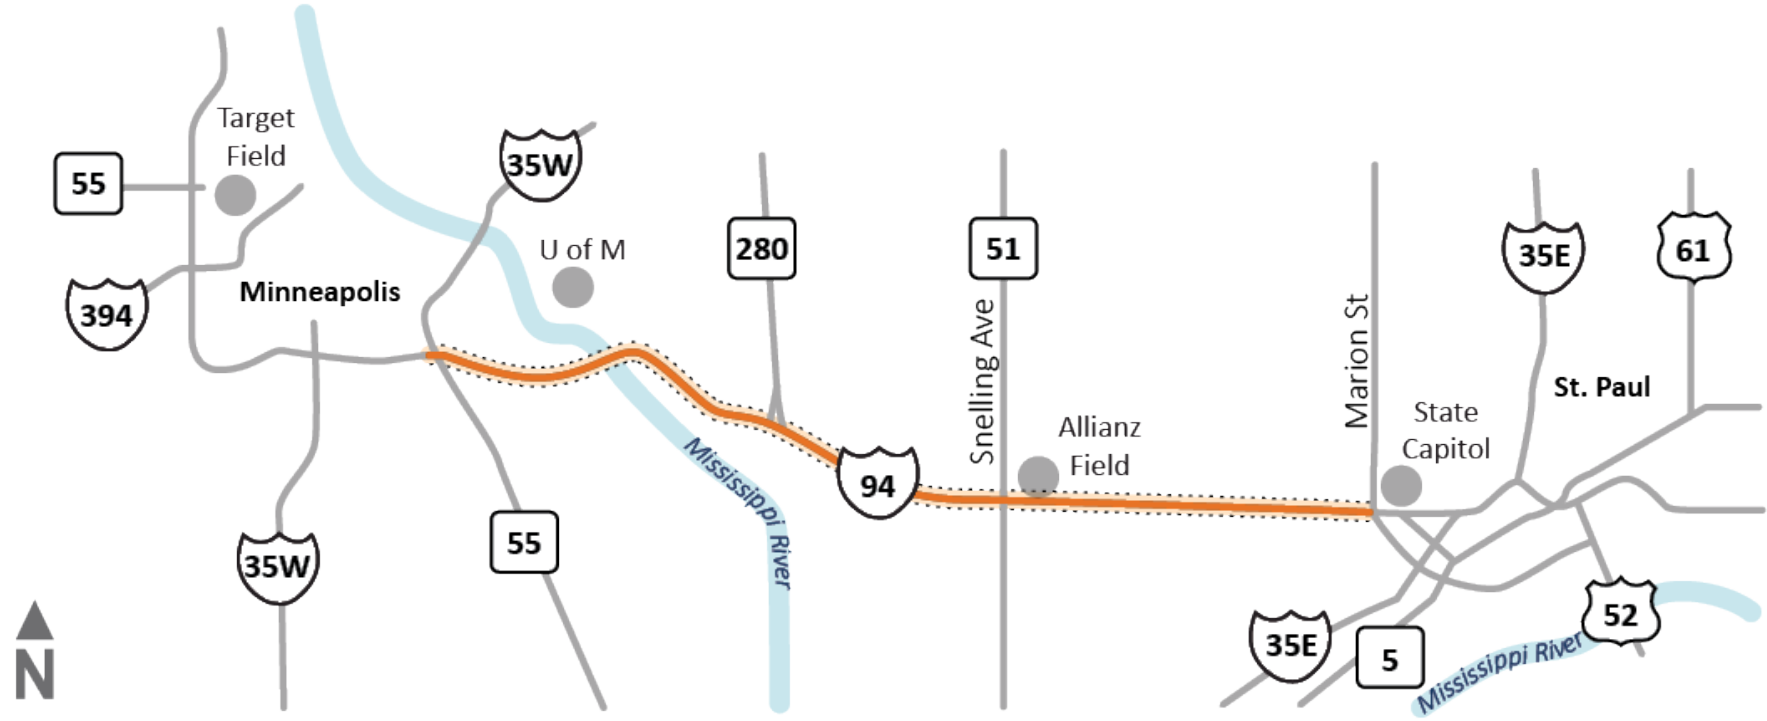 Target
Field
55
35W
U of M
280
51
35E
61
394
Minneapolis
Snelling Ave
Marion St
St. Paul
State
Capitol
Allianz
Field
94
Mississippi River
55
35W
52
35E
5
Mississippi River
N